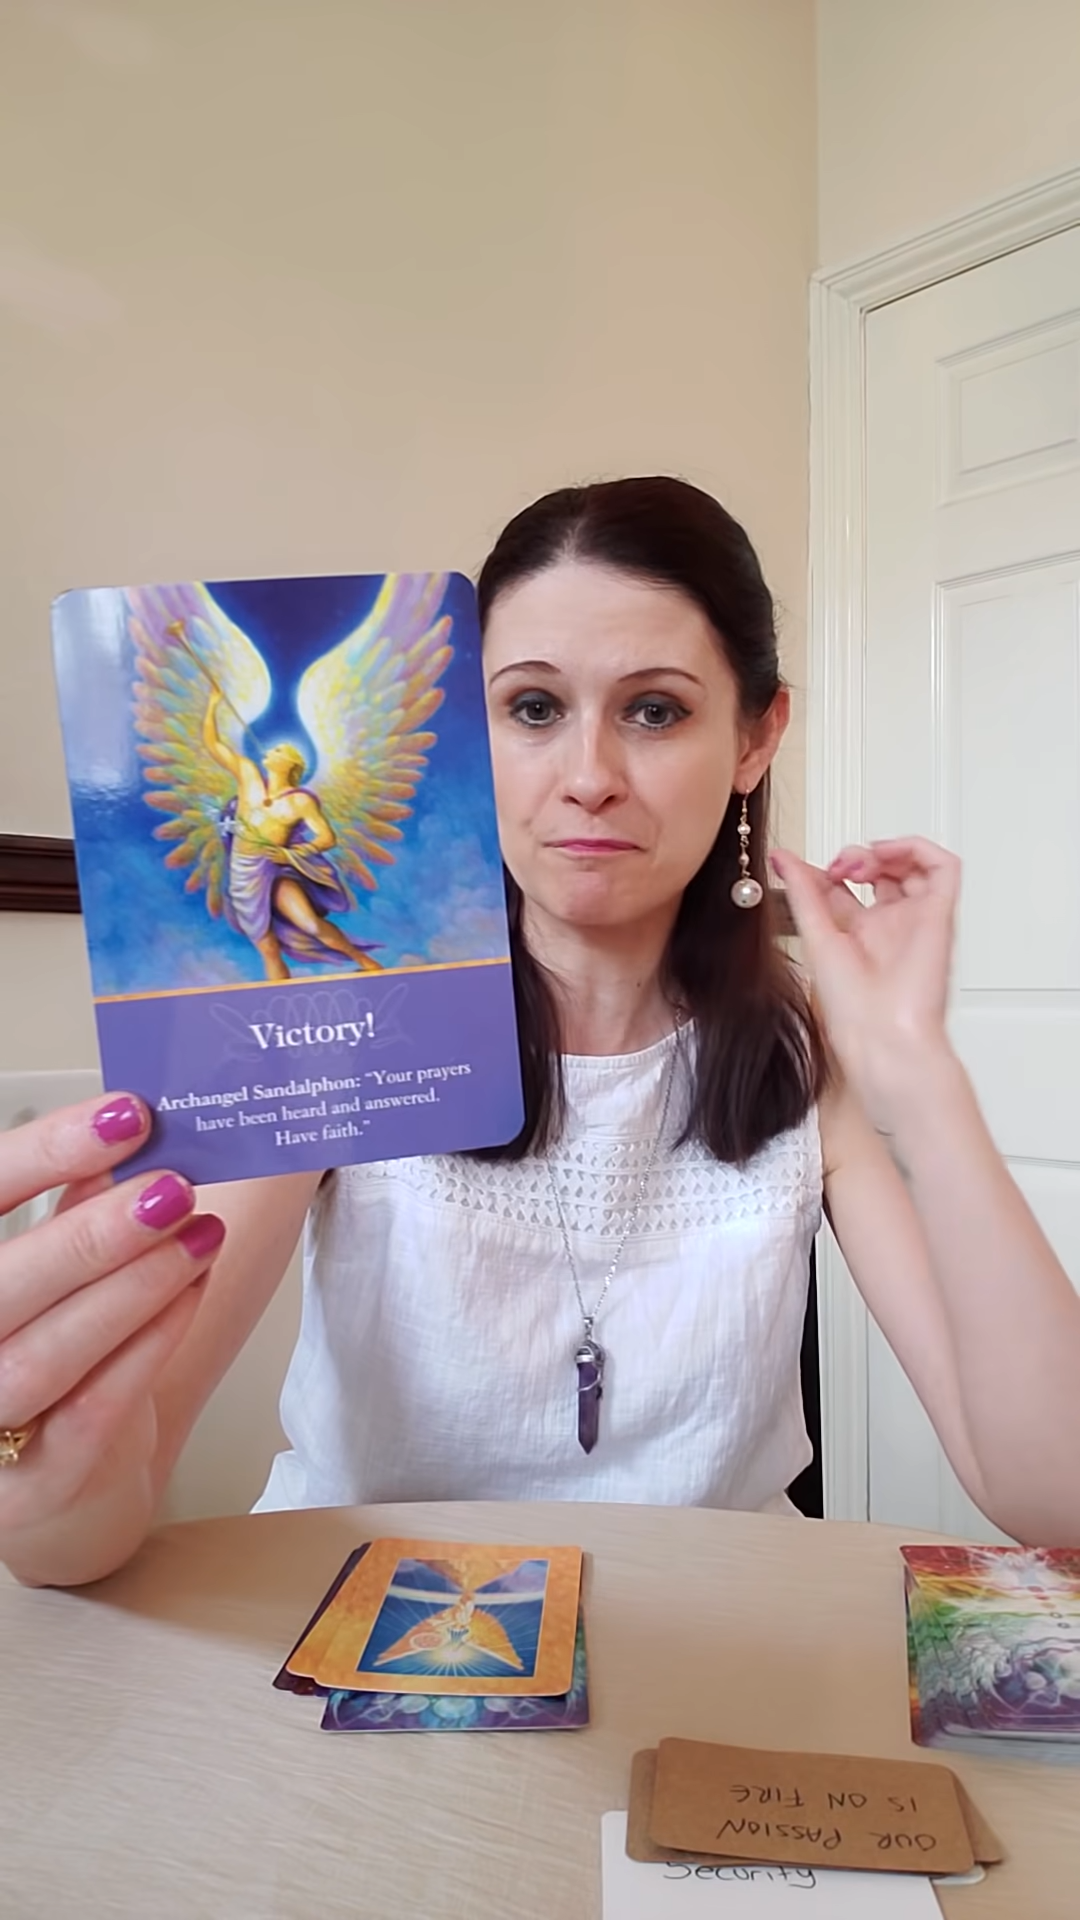 Victory!
Archangel Sandalphon: “Your prayers
have been heard and answered.
Have faith.”
OUR PASSION
IS ON FIRE
Security